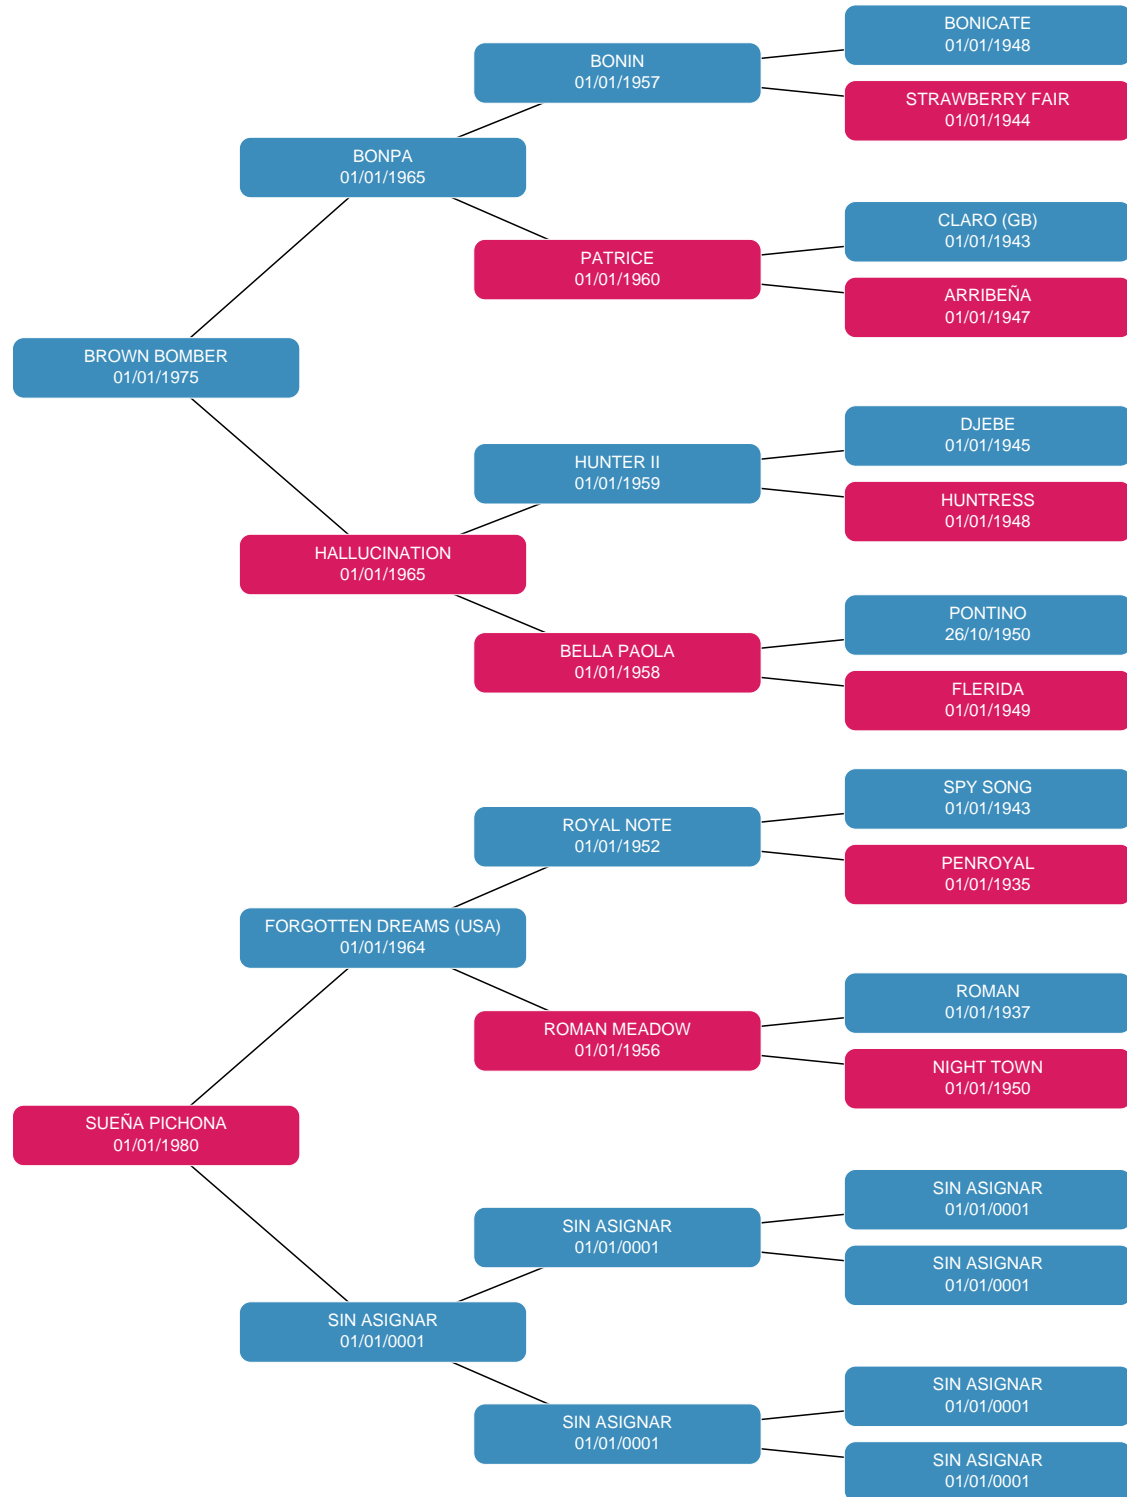 BONICATE
01/01/1948
BONIN
01/01/1957
STRAWBERRY FAIR
01/01/1944
BONPA
01/01/1965
CLARO (GB)
01/01/1943
PATRICE
01/01/1960
ARRIBEÑA
01/01/1947
BROWN BOMBER
01/01/1975
DJEBE
01/01/1945
HUNTER II
01/01/1959
HUNTRESS
01/01/1948
HALLUCINATION
01/01/1965
PONTINO
26/10/1950
BELLA PAOLA
01/01/1958
FLERIDA
01/01/1949
SPY SONG
01/01/1943
ROYAL NOTE
01/01/1952
PENROYAL
01/01/1935
FORGOTTEN DREAMS (USA)
01/01/1964
ROMAN
01/01/1937
ROMAN MEADOW
01/01/1956
NIGHT TOWN
01/01/1950
SUEÑA PICHONA
01/01/1980
SIN ASIGNAR
01/01/0001
SIN ASIGNAR
01/01/0001
SIN ASIGNAR
01/01/0001
SIN ASIGNAR
01/01/0001
SIN ASIGNAR
01/01/0001
SIN ASIGNAR
01/01/0001
SIN ASIGNAR
01/01/0001